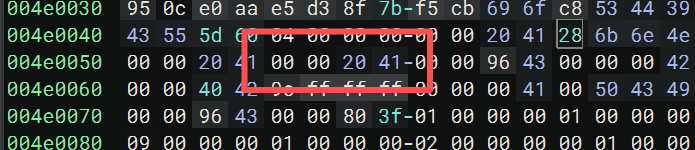 004e0030 95 0c e0 aa e5 d3 8f 7b-f5 cb 69 6f c8 53 44 39
004e0040 43 55 5d 60 04 00 00 00-00 00 20 41 28 6b 6e 4e
004e0050 00 00 20 41 00 00 20 41-00 00 96 43 00 00 00 42
004e0060 00 00 40 42 9c ff ff ff-00 00 00 41 00 50 43 49
004e0070 00 00 96 43 00 00 80 3f-01 00 00 00 01 00 00 00
004e0080 09 00 00 00 01 00 00 00-02 00 00 00 00 01 00 00